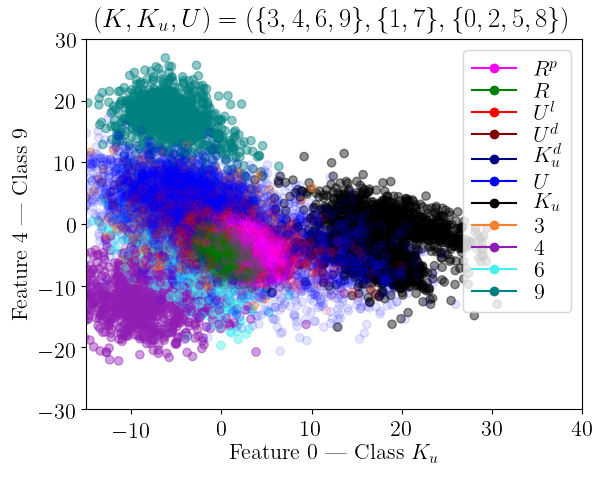 (K, K_u, U) = ({3, 4, 6, 9}, {1, 7}, {0, 2, 5, 8})
30
20
10
0
−10
−20
−30
Feature 4 — Class 9
−10
0
10
20
30
40
Feature 0 — Class K_u
R^p
R
U^l
U^d
K_u^d
U
K_u
3
4
6
9